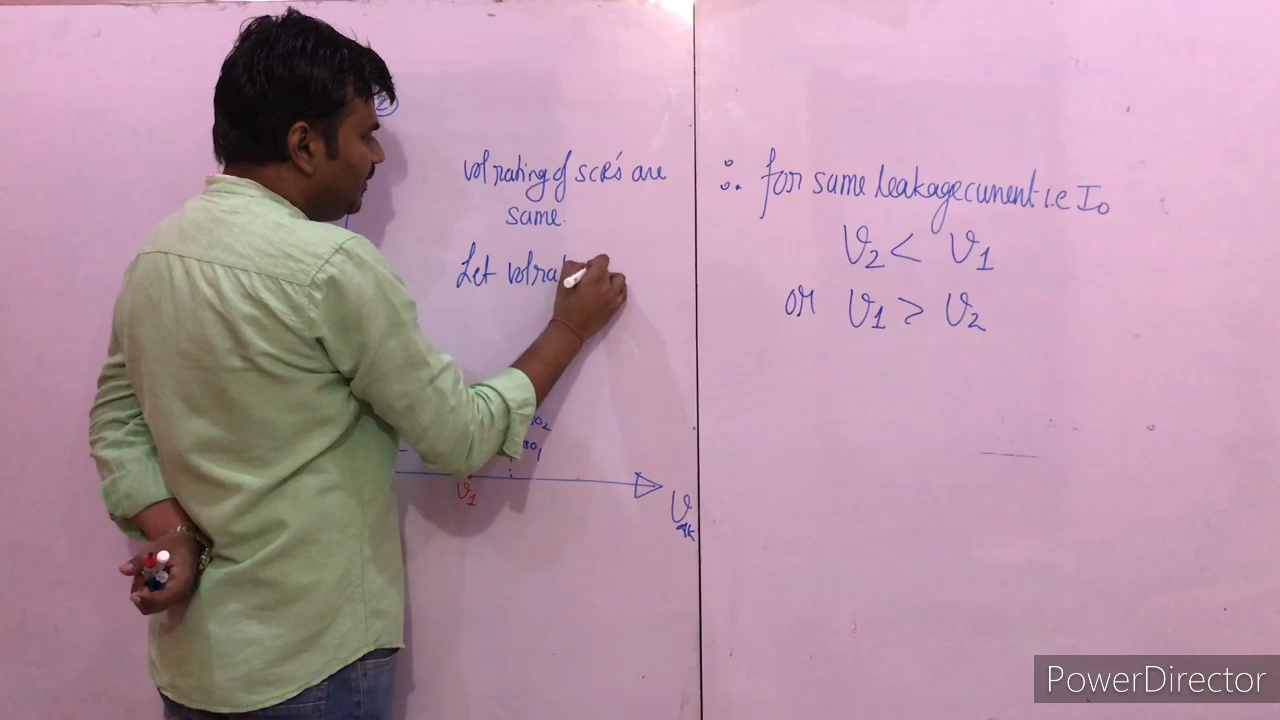 vol rating of SCR's are
same.
Let vol ra
V1
VAK
∴ for same leakage current i.e I0
V2 < V1
or V1 > V2
PowerDirector